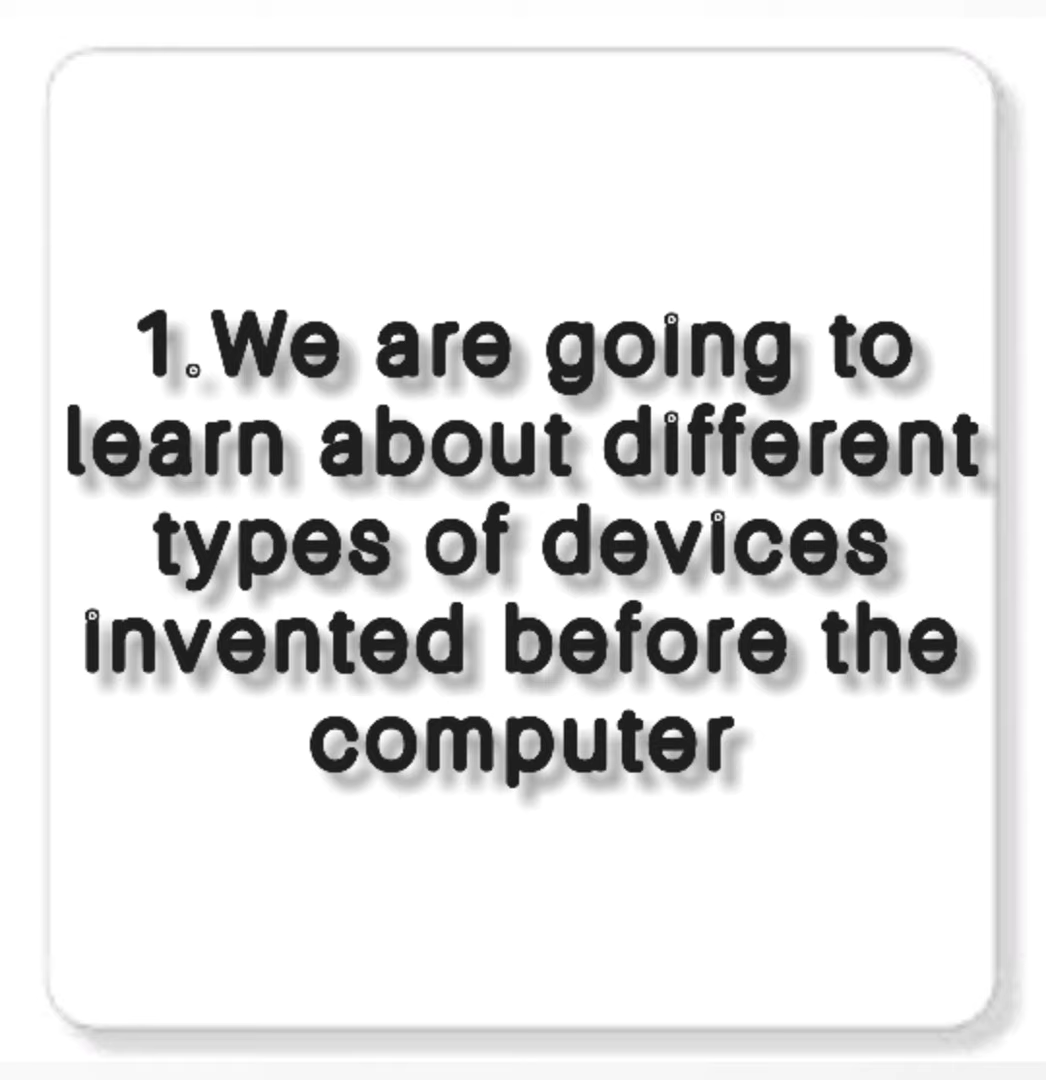 1.We are going to
learn about different
types of devices
invented before the
computer